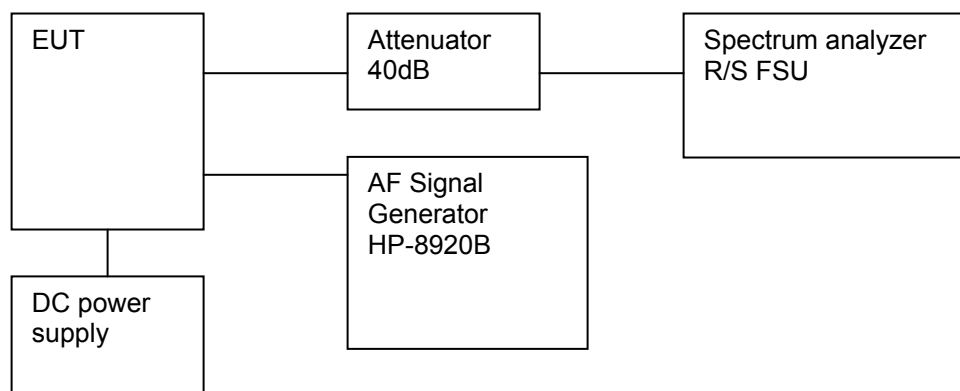 EUT
Attenuator
40dB
Spectrum analyzer
R/S FSU
AF Signal
Generator
HP-8920B
DC power
supply